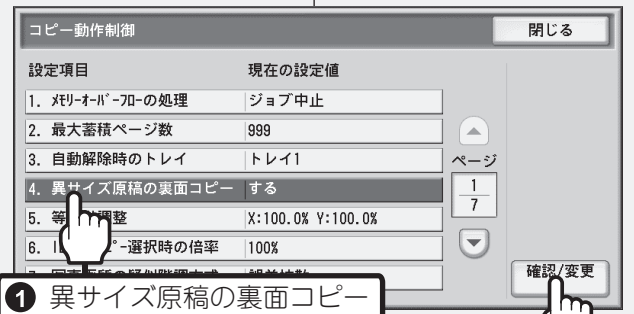 コピー動作制御 閉じる
設定項目 現在の設定値
1. メモリーオーバーフローの処理 ジョブ中止
2. 最大蓄積ページ数 999
3. 自動解除時のトレイ トレイ1
ページ
4. 異サイズ原稿の裏面コピー する
1
7
5. 等 調整 X:100.0% Y:100.0%
6. ピー選択時の倍率 100%
確認/変更
❶ 異サイズ原稿の裏面コピー